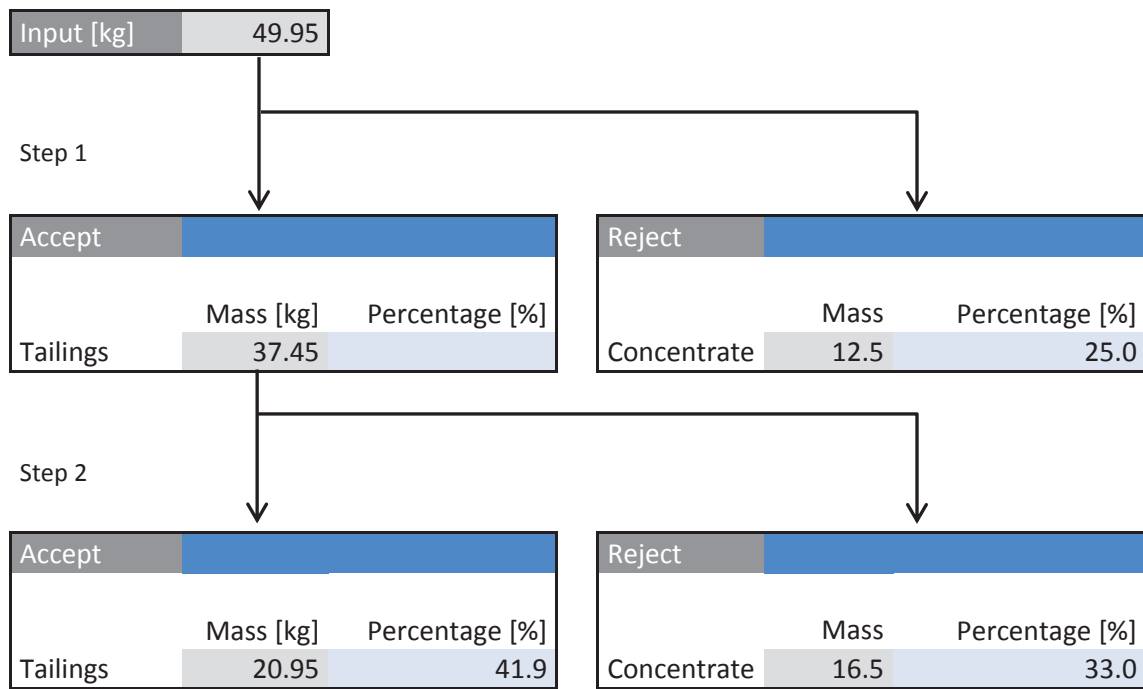 Input [kg] 49.95
Step 1
Accept Reject
Mass [kg] Percentage [%] Mass Percentage [%]
Tailings 37.45 Concentrate 12.5 25.0
Step 2
Accept Reject
Mass [kg] Percentage [%] Mass Percentage [%]
Tailings 20.95 41.9 Concentrate 16.5 33.0